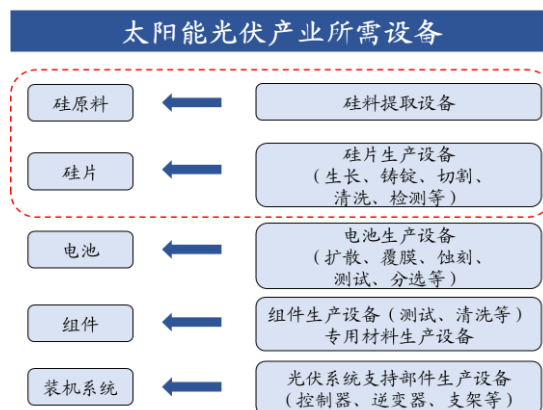 太阳能光伏产业所需设备
硅原料
硅料提取设备
硅片
硅片生产设备
（生长、铸锭、切割、
清洗、检测等）
电池
电池生产设备
（扩散、覆膜、蚀刻、
测试、分选等）
组件
组件生产设备（测试、清洗等）
专用材料生产设备
装机系统
光伏系统支持部件生产设备
（控制器、逆变器、支架等）